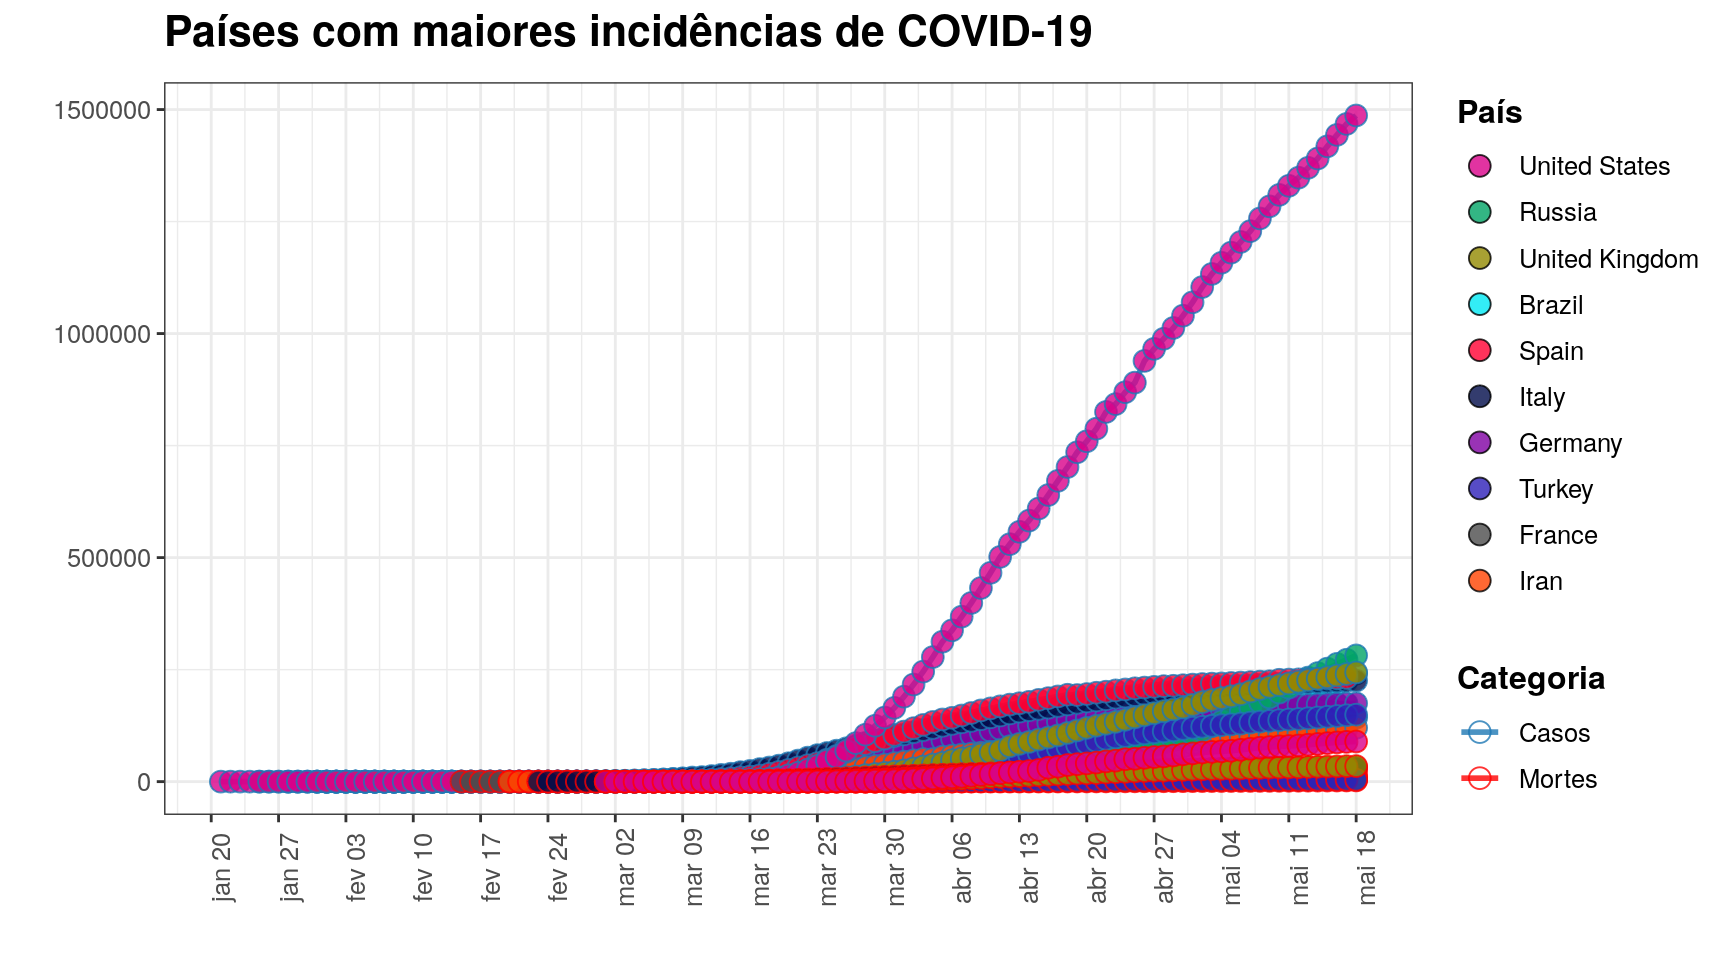 Países com maiores incidências de COVID-19
1500000
1000000
500000
0
jan 20
jan 27
fev 03
fev 10
fev 17
fev 24
mar 02
mar 09
mar 16
mar 23
mar 30
abr 06
abr 13
abr 20
abr 27
mai 04
mai 11
mai 18
País
United States
Russia
United Kingdom
Brazil
Spain
Italy
Germany
Turkey
France
Iran
Categoria
Casos
Mortes